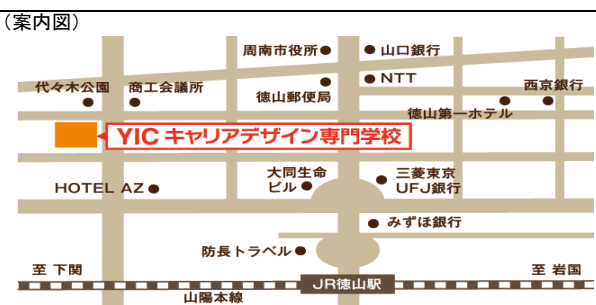 （案内図）
周南市役所
山口銀行
代々木公園
商工会議所
徳山郵便局
NTT
西京銀行
徳山第一ホテル
YIC キャリアデザイン専門学校
HOTEL AZ
大同生命
ビル
三菱東京
UFJ銀行
みずほ銀行
防長トラベル
至 下関
JR徳山駅
至 岩国
山陽本線